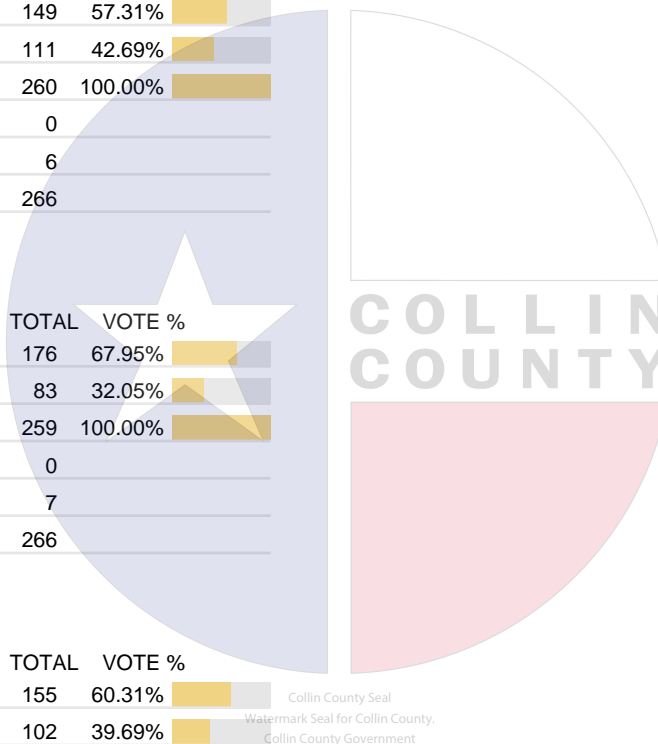 149 57.31%
111 42.69%
260 100.00%
0
6
266
TOTAL VOTE %
176 67.95%
83 32.05%
259 100.00%
0
7
266
COLLIN
COUNTY
TOTAL VOTE %
155 60.31%
102 39.69%
Collin County Seal
Watermark Seal for Collin County.
Collin County Government